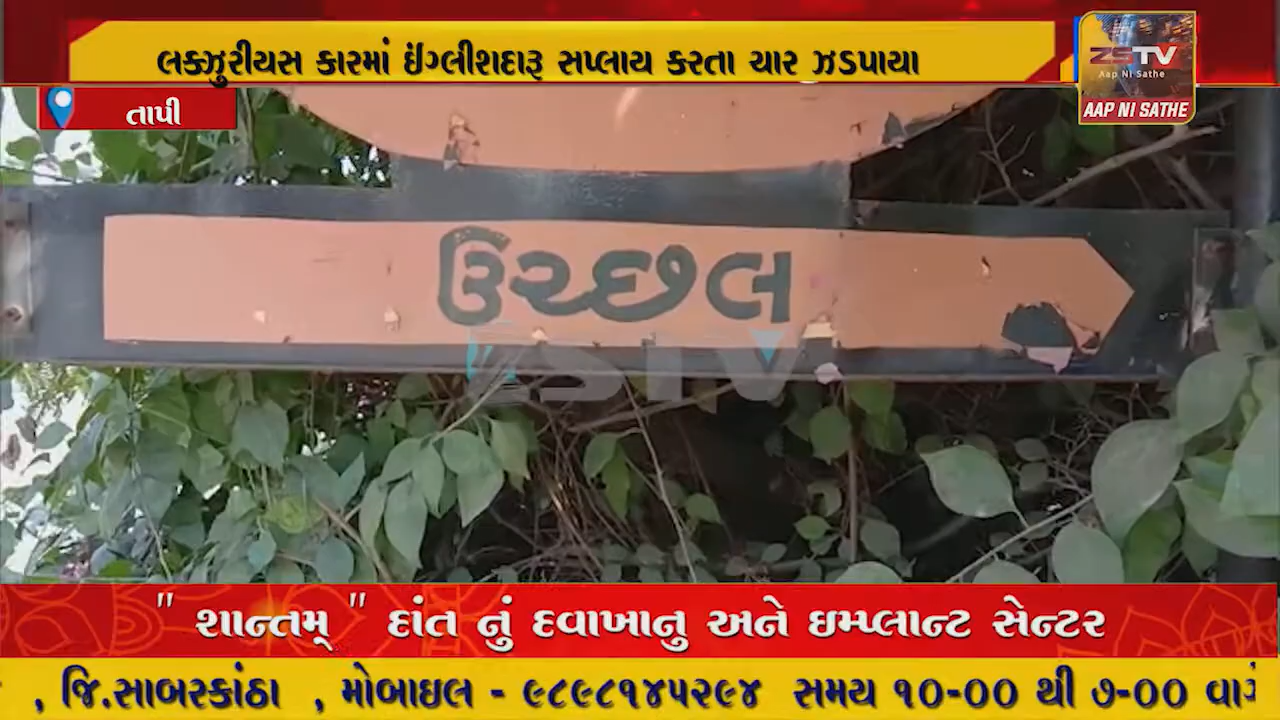 લક્ઝુરીયસ કારમાં ઈંગ્લીશદારૂ સપ્લાય કરતા ચાર ઝડપાયા
ZSTV
Aap Ni Sathe
AAP NI SATHE
તાપી
ઉચ્છલ
ZSTV
" શાન્તમ્ " દાંત નું દવાખાનુ અને ઇમ્પ્લાન્ટ સેન્ટર
, જિ.સાબરકાંઠા , મોબાઇલ - ૯૮૯૮૧૪૫૨૯૪ સમય ૧૦-૦૦ થી ૭-૦૦